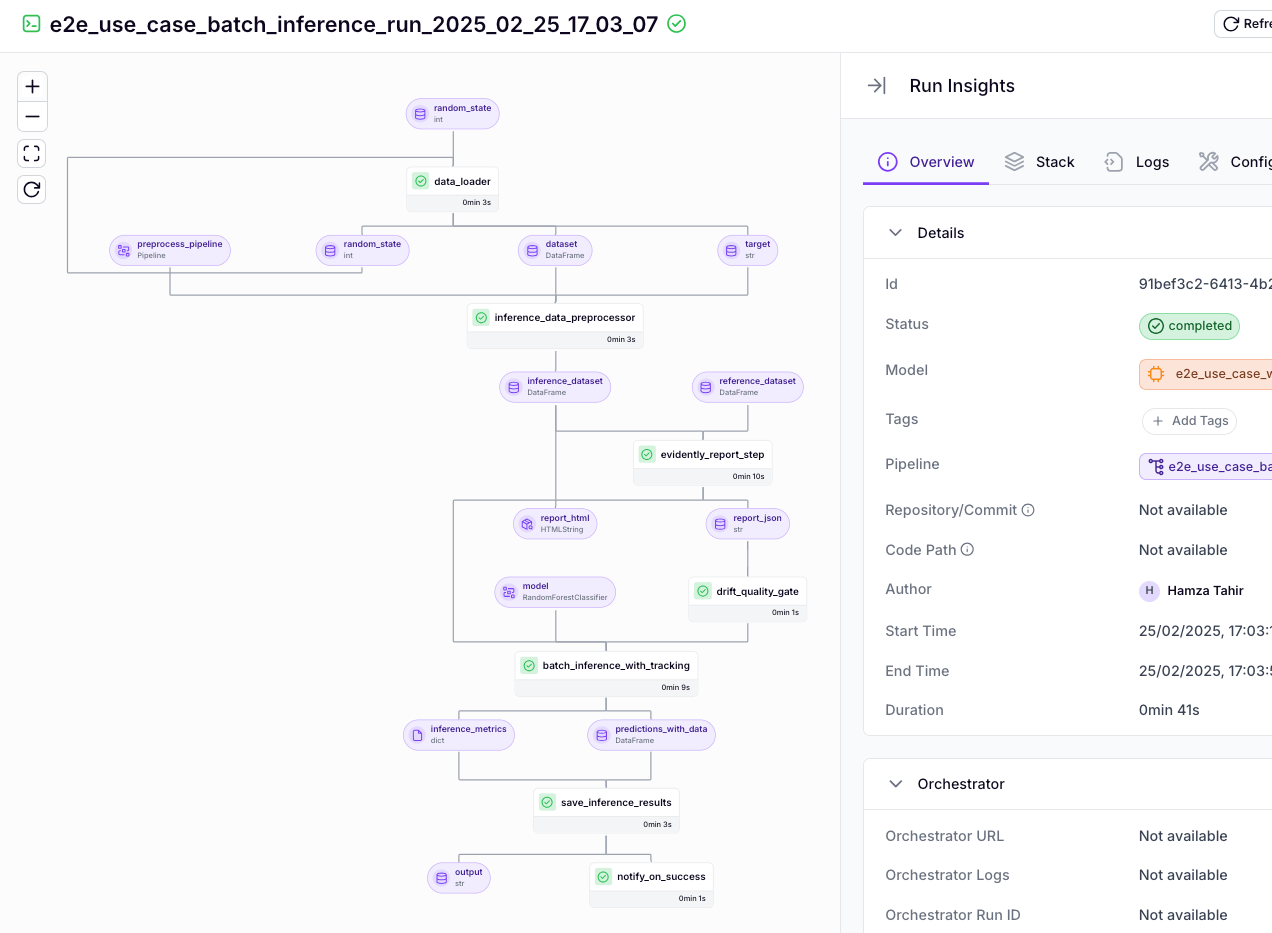 e2e_use_case_batch_inference_run_2025_02_25_17_03_07
Refre
random_state
int
data_loader
0min 3s
preprocess_pipeline
Pipeline
random_state
int
dataset
DataFrame
target
str
inference_data_preprocessor
0min 3s
inference_dataset
DataFrame
reference_dataset
DataFrame
evidently_report_step
0min 10s
report_html
HTMLString
report_json
str
model
RandomForestClassifier
drift_quality_gate
0min 1s
batch_inference_with_tracking
0min 9s
inference_metrics
dict
predictions_with_data
DataFrame
save_inference_results
0min 3s
output
str
notify_on_success
0min 1s
Run Insights
Overview
Stack
Logs
Config
Details
Id
91bef3c2-6413-4b2
Status
completed
Model
e2e_use_case_w
Tags
+ Add Tags
Pipeline
e2e_use_case_ba
Repository/Commit
Not available
Code Path
Not available
Author
H Hamza Tahir
Start Time
25/02/2025, 17:03:
End Time
25/02/2025, 17:03:
Duration
0min 41s
Orchestrator
Orchestrator URL
Not available
Orchestrator Logs
Not available
Orchestrator Run ID
Not available